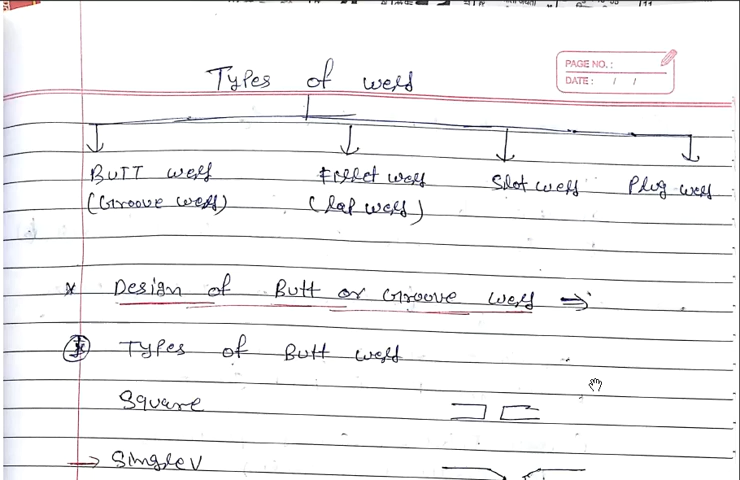 Types of weld
PAGE NO.:
DATE: / /
Butt weld
Fillet weld
Slot weld
Plug weld
(Groove weld)
(lap weld)
* Design of Butt or Groove weld ⇒
* Types of Butt weld
Square
→ Single V